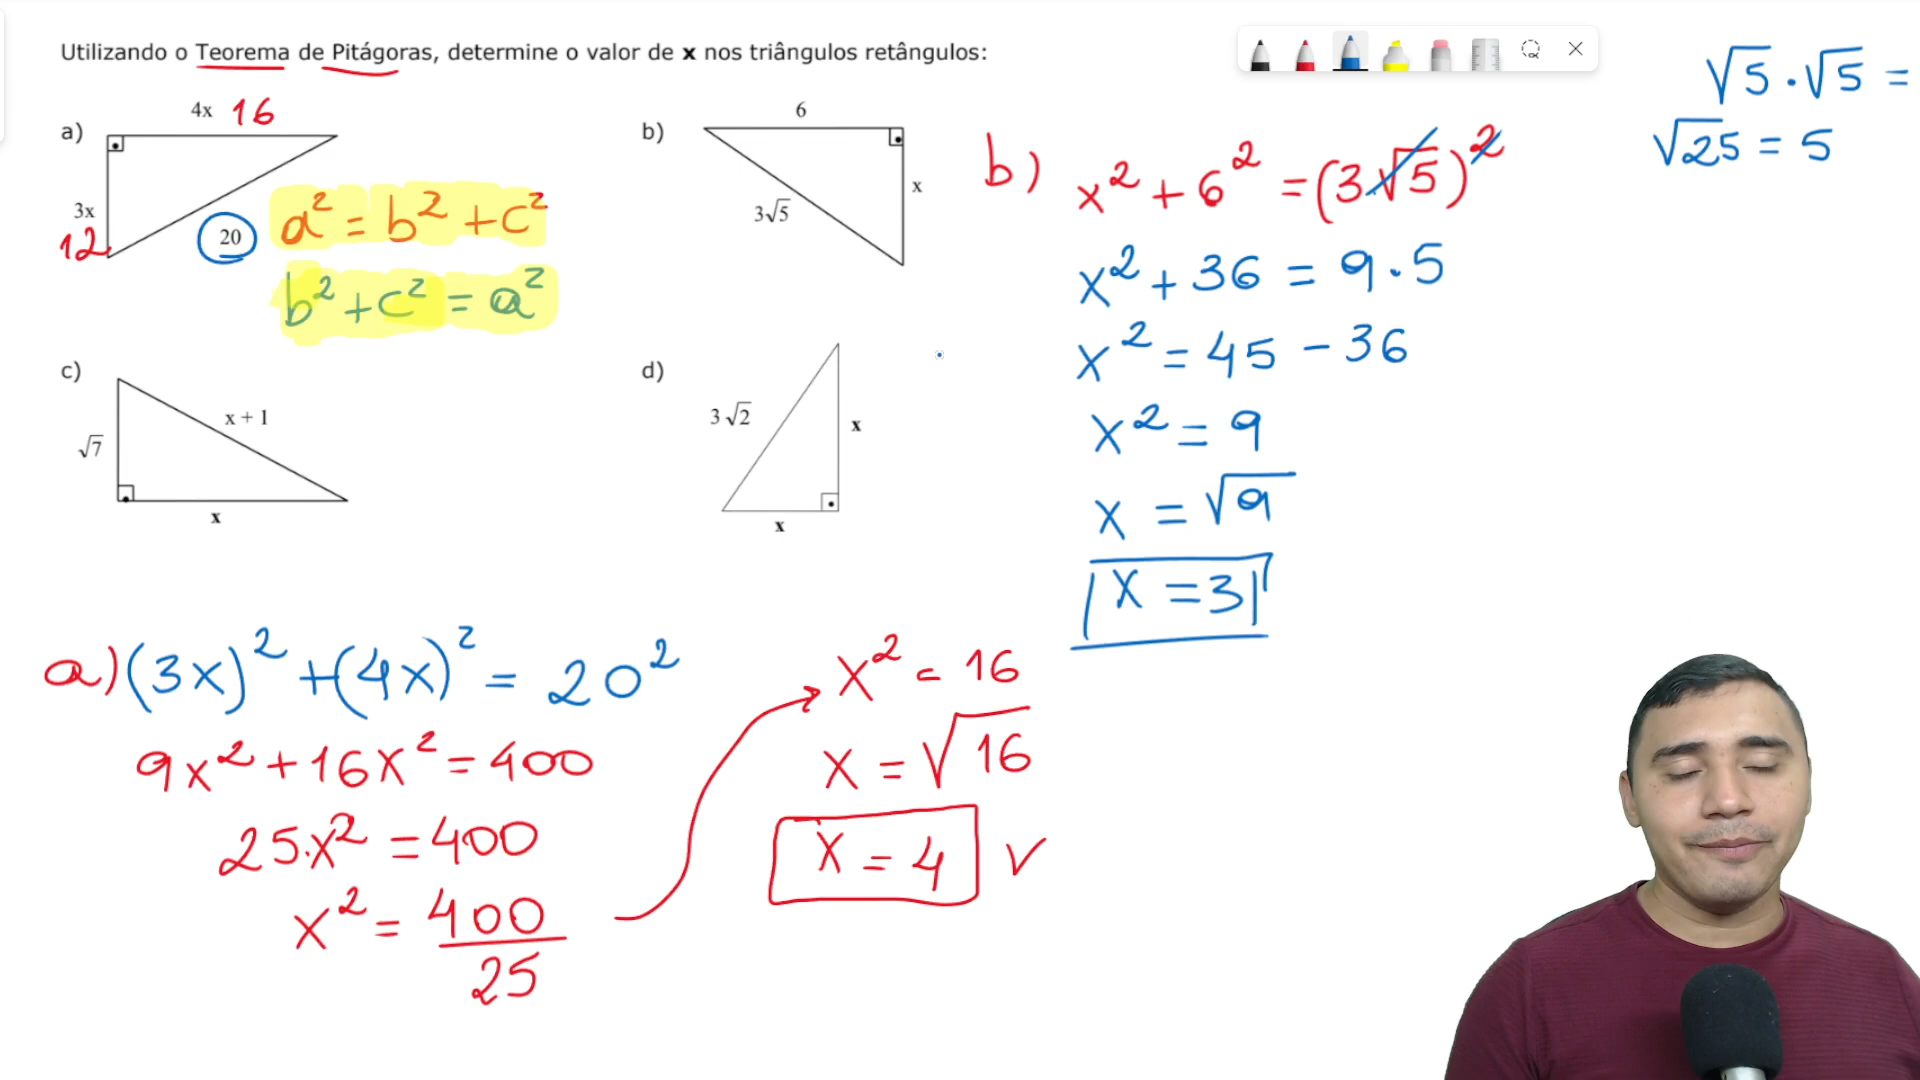 Utilizando o Teorema de Pitágoras, determine o valor de x nos triângulos retângulos:
a)
4x 16
3x
12
20
a² = b² + c²
b² + c² = a²
b)
6
x
3√5
c)
√7
x + 1
x
d)
3√2
x
x
a) (3x)² + (4x)² = 20²
9x² + 16x² = 400
25.x² = 400
x² = 400/25
x² = 16
x = √16
x = 4 ✓
b) x² + 6² = (3√5)²
x² + 36 = 9.5
x² = 45 - 36
x² = 9
x = √9
x = 3
√5 . √5 =
√25 = 5